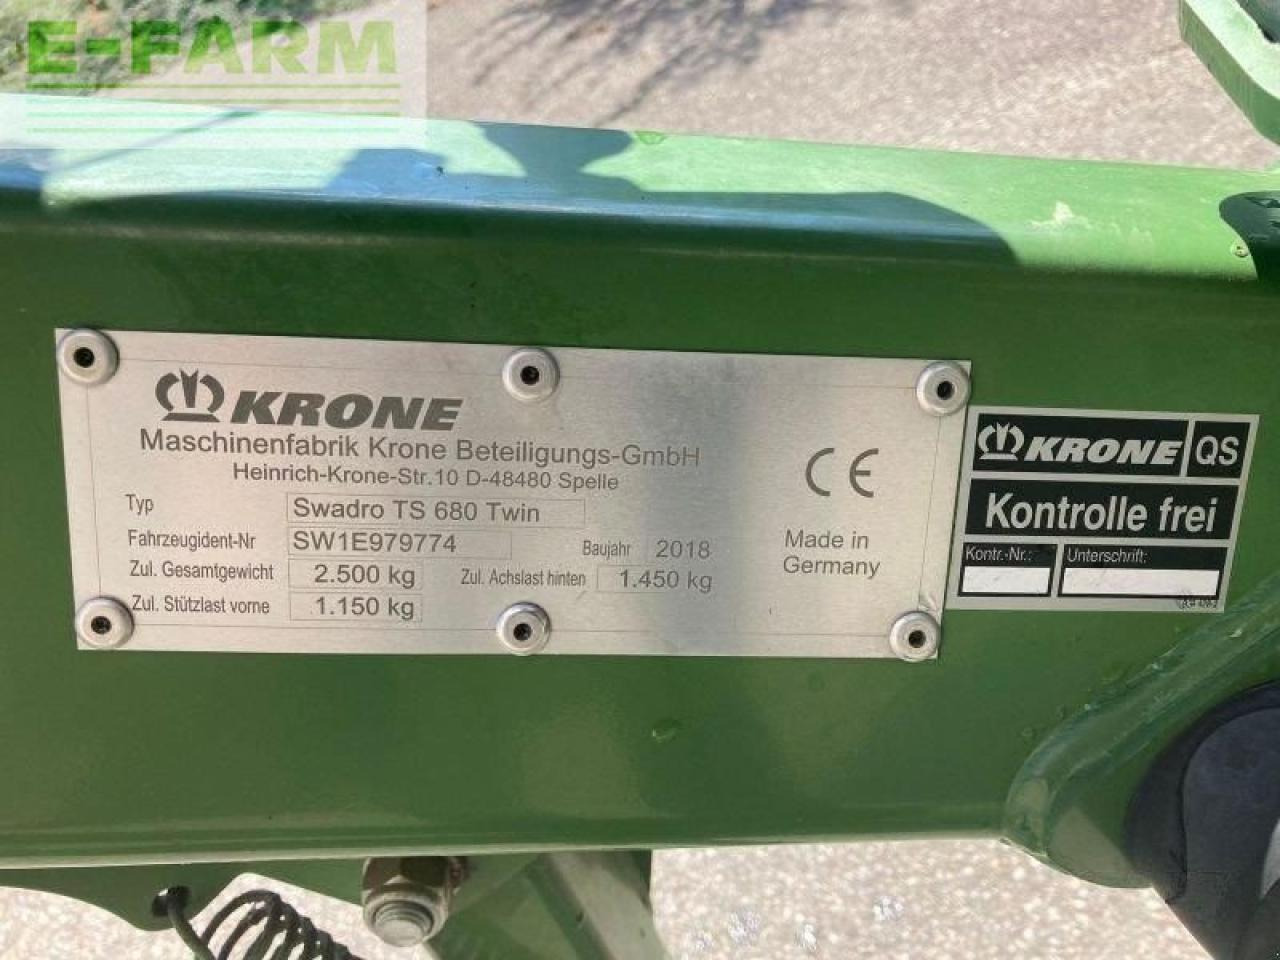 E-FARM
KRONE
Maschinenfabrik Krone Beteiligungs-GmbH
Heinrich-Krone-Str.10 D-48480 Spelle
Typ Swadro TS 680 Twin
Fahrzeugident-Nr SW1E979774 Baujahr 2018
Zul. Gesamtgewicht 2.500 kg Zul. Achslast hinten 1.450 kg
Zul. Stützlast vorne 1.150 kg
CE
Made in
Germany
KRONE QS
Kontrolle frei
Kontr.-Nr.: Unterschrift: